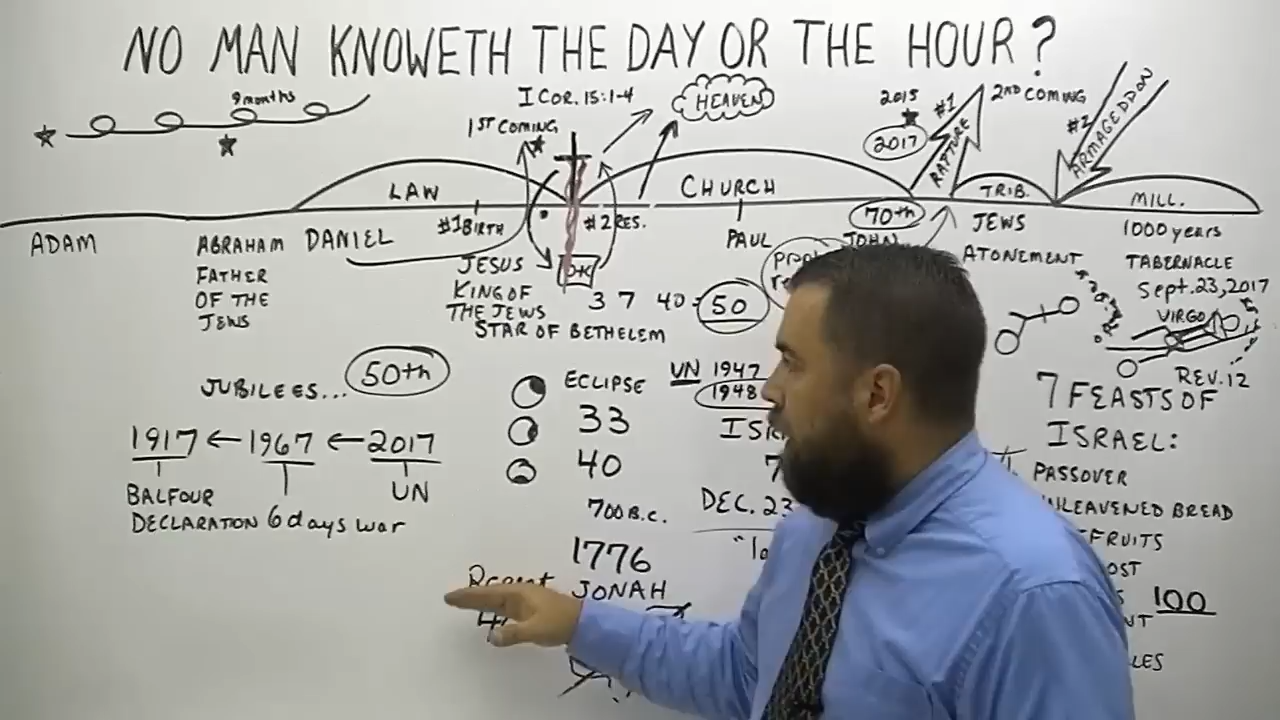 NO MAN KNOWETH THE DAY OR THE HOUR?
9 months
I COR. 15:1-4
HEAVEN
1ST COMING
2015
2017
#1
RAPTURE
2ND COMING
#2
ARMAGEDDON
LAW
CHURCH
TRIB.
MILL.
ADAM
ABRAHAM
FATHER
OF THE
JEWS
DANIEL
#1 BIRTH
#2 RES.
JESUS
KING OF
THE JEWS
STAR OF BETHELEM
3 7 40 50
PAUL
70th
JOHN
JEWS
ATONEMENT
1000 years
TABERNACLE
Sept. 23, 2017
VIRGO
REV. 12
JUBILEES... 50th
1917 ← 1967 ← 2017
BALFOUR
DECLARATION
6 days war
UN
ECLIPSE
33
40
700 B.C.
1776
JONAH
UN 1947
1948
DEC. 23
7 FEASTS OF
ISRAEL:
PASSOVER
BREAD
100